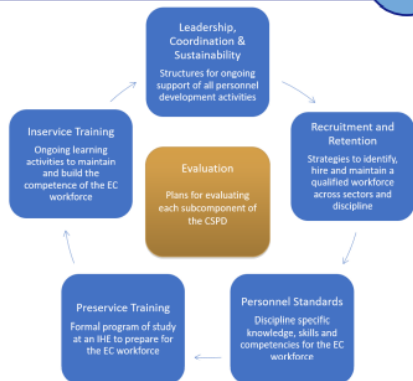 Leadership,
Coordination &
Sustainability
Structures for ongoing
support of all personnel
development activities
Recruitment and
Retention
Strategies to identify,
hire and maintain a
qualified workforce
across sectors and
discipline
Personnel Standards
Discipline specific
knowledge, skills and
competencies for the EC
workforce
Preservice Training
Formal program of study
at an IHE to prepare for
the EC workforce
Inservice Training
Ongoing learning
activities to maintain
and build the
competence of the EC
workforce
Evaluation
Plans for evaluating
each subcomponent of
the CSPD